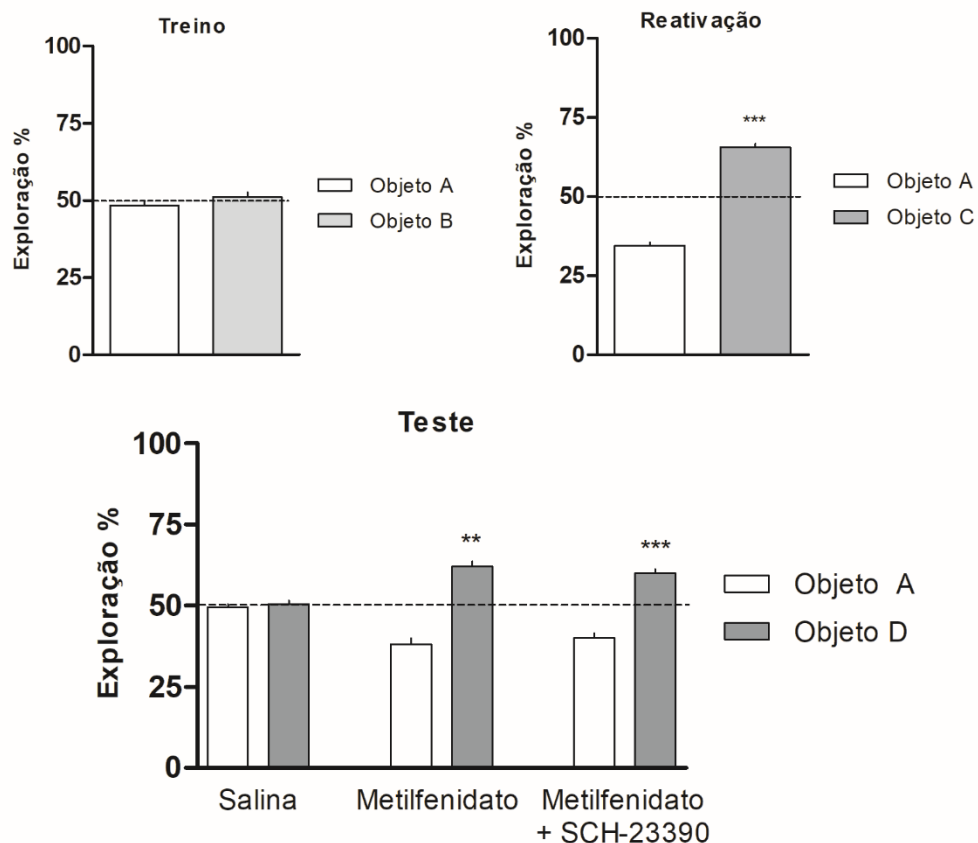 Treino
100
75
50
25
0
Exploração %
Objeto A
Objeto B
Reativação
100
75
50
25
0
Exploração %
***
Objeto A
Objeto C
Teste
100
75
50
25
0
Exploração %
**
***
Objeto A
Objeto D
Salina
Metilfenidato
Metilfenidato
+ SCH-23390